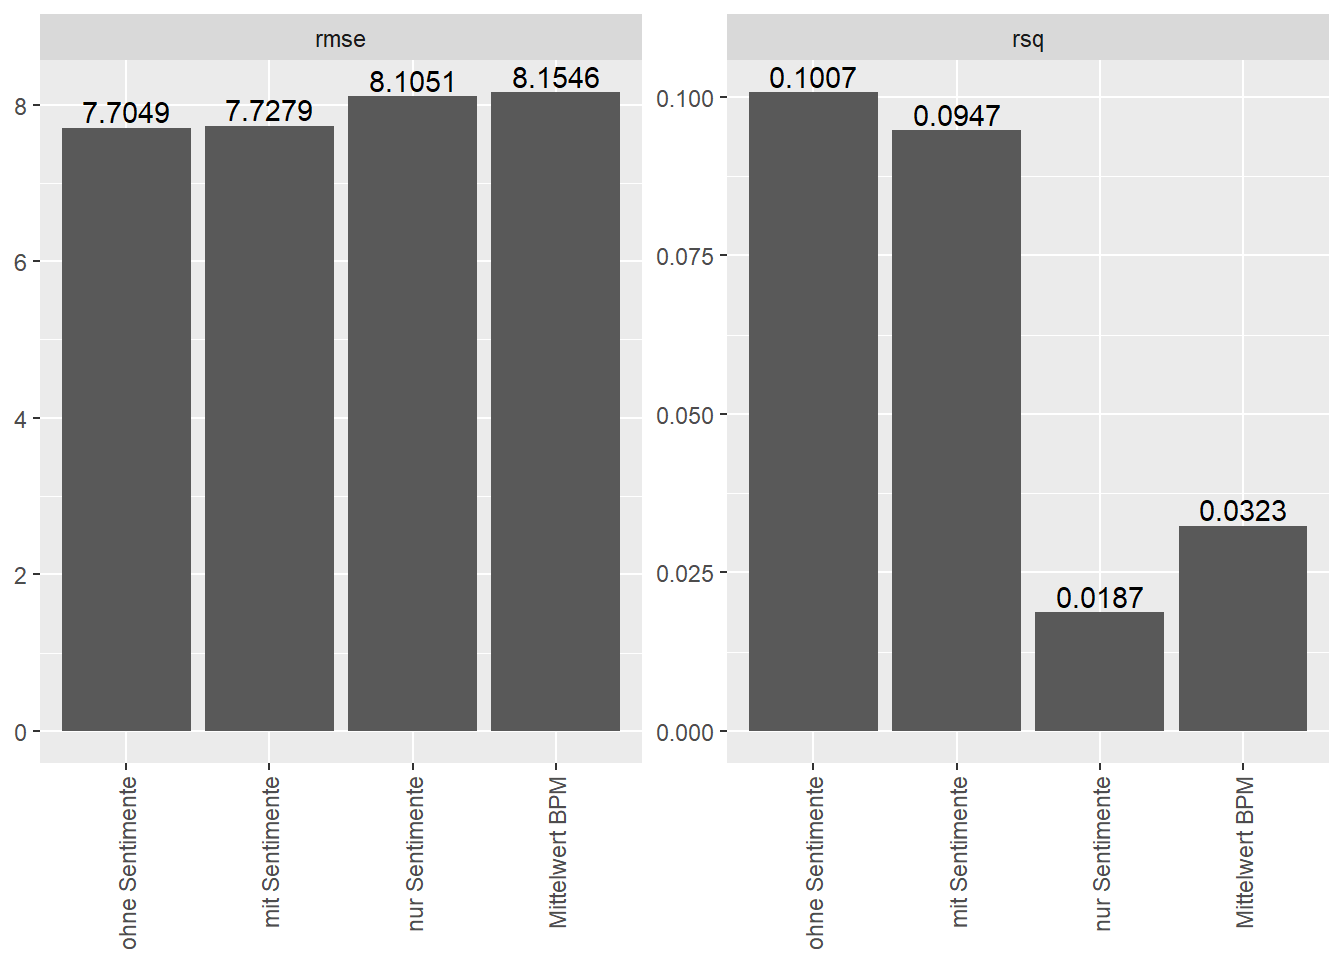 rmse
rsq
7.7049
7.7279
8.1051
8.1546
0.1007
0.0947
0.0187
0.0323
8
6
4
2
0
0.100
0.075
0.050
0.025
0.000
ohne Sentimente
mit Sentimente
nur Sentimente
Mittelwert BPM
ohne Sentimente
mit Sentimente
nur Sentimente
Mittelwert BPM